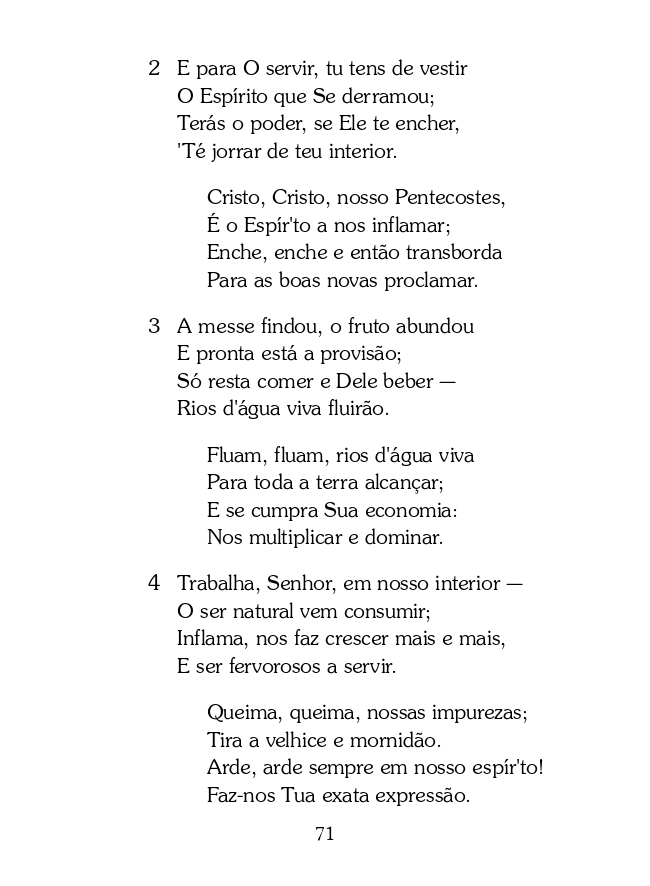 2 E para O servir, tu tens de vestir
O Espírito que Se derramou;
Terás o poder, se Ele te encher,
'Té jorrar de teu interior.
Cristo, Cristo, nosso Pentecostes,
É o Espír'to a nos inflamar;
Enche, enche e então transborda
Para as boas novas proclamar.
3 A messe findou, o fruto abundou
E pronta está a provisão;
Só resta comer e Dele beber —
Rios d'água viva fluirão.
Fluam, fluam, rios d'água viva
Para toda a terra alcançar;
E se cumpra Sua economia:
Nos multiplicar e dominar.
4 Trabalha, Senhor, em nosso interior —
O ser natural vem consumir;
Inflama, nos faz crescer mais e mais,
E ser fervorosos a servir.
Queima, queima, nossas impurezas;
Tira a velhice e mornidão.
Arde, arde sempre em nosso espír'to!
Faz-nos Tua exata expressão.
71